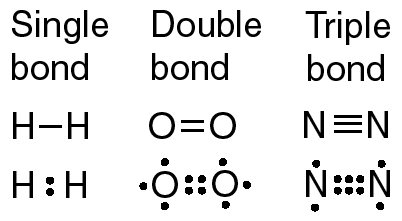 Single Double Triple
bond bond bond
H–H O=O N≡N
H:H O::O N:::N